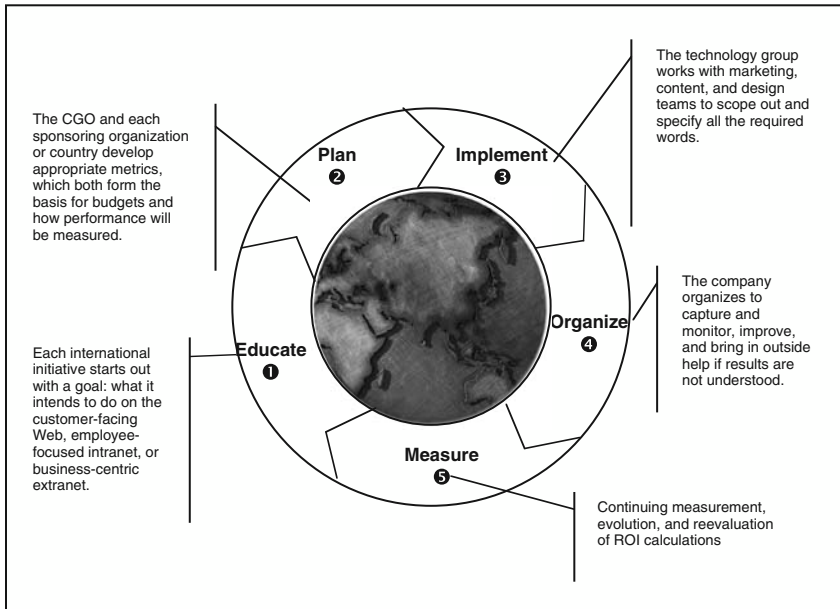 Each international
initiative starts out
with a goal: what it
intends to do on the
customer-facing
Web, employee-
focused intranet, or
business-centric
extranet.
Educate
❶
The CGO and each
sponsoring organization
or country develop
appropriate metrics,
which both form the
basis for budgets and
how performance will
be measured.
Plan
❷
The technology group
works with marketing,
content, and design
teams to scope out and
specify all the required
words.
Implement
❸
The company
organizes to
capture and
monitor, improve,
and bring in outside
help if results are
not understood.
Organize
❹
Measure
❺
Continuing measurement,
evolution, and reevaluation
of ROI calculations